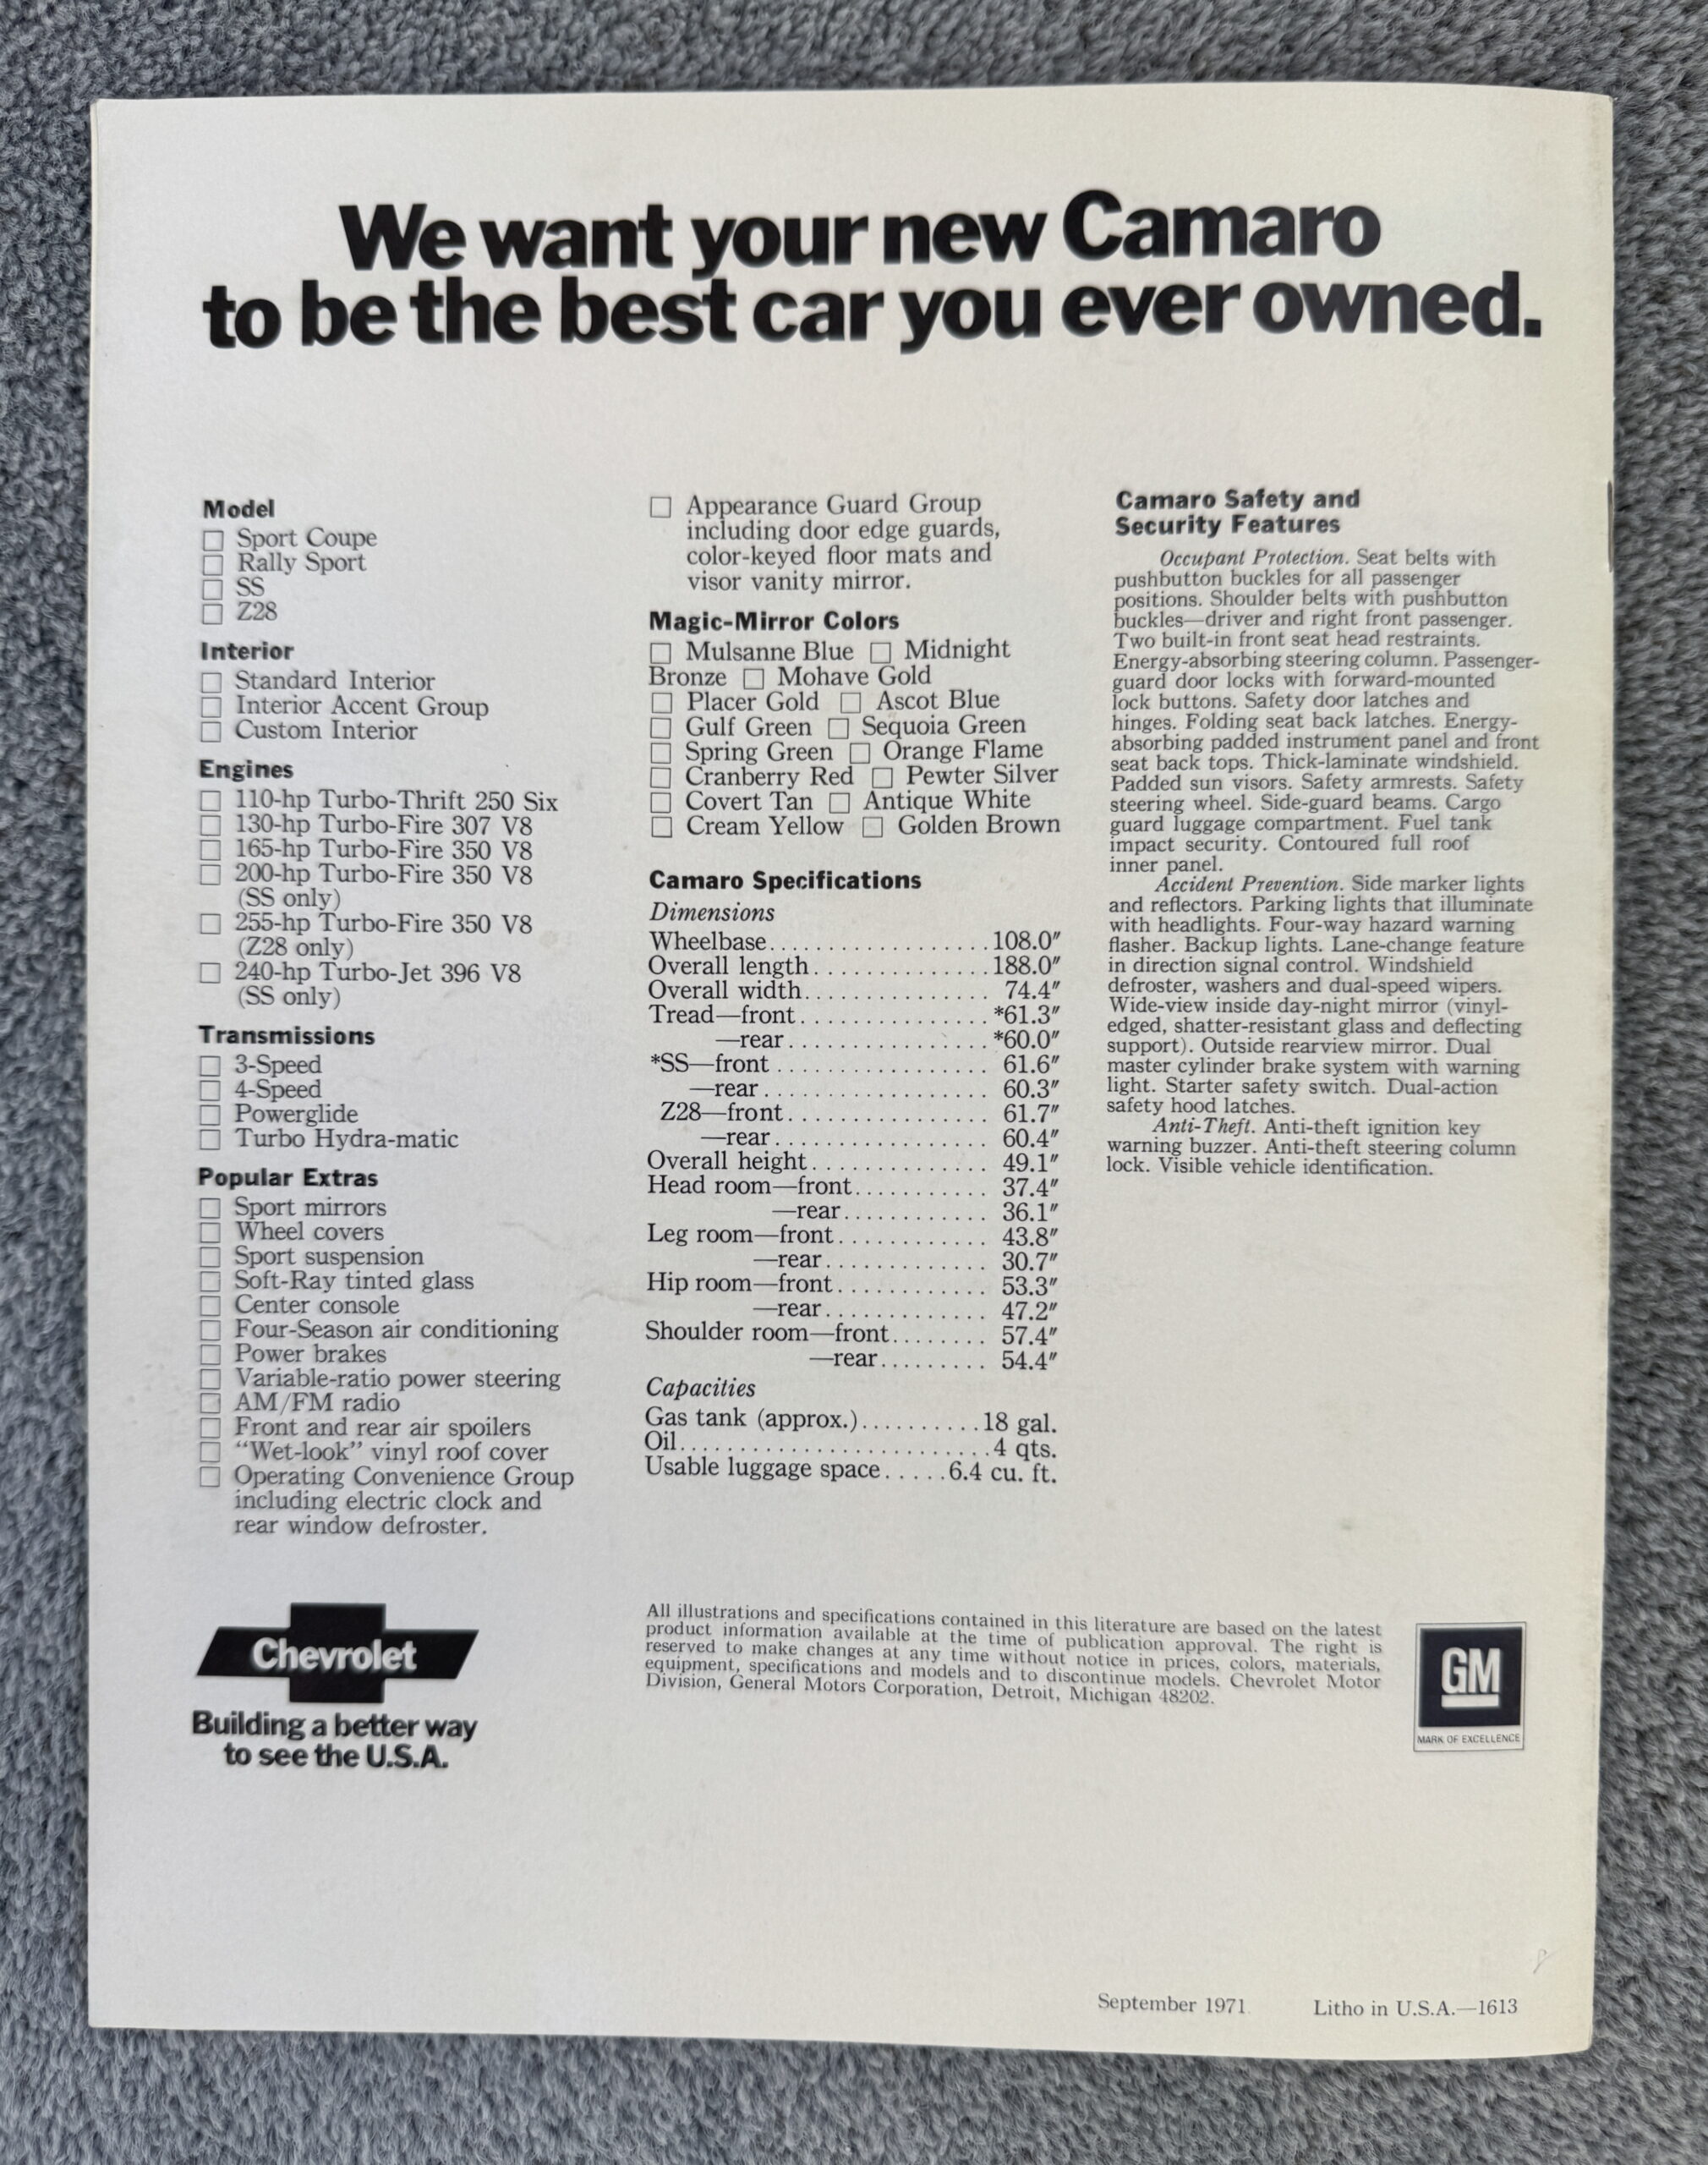 We want your new Camaro
to be the best car you ever owned.
Model
☐ Sport Coupe
☐ Rally Sport
☐ SS
☐ Z28
Interior
☐ Standard Interior
☐ Interior Accent Group
☐ Custom Interior
Engines
☐ 110-hp Turbo-Thrift 250 Six
☐ 130-hp Turbo-Fire 307 V8
☐ 165-hp Turbo-Fire 350 V8
☐ 200-hp Turbo-Fire 350 V8
(SS only)
☐ 255-hp Turbo-Fire 350 V8
(Z28 only)
☐ 240-hp Turbo-Jet 396 V8
(SS only)
Transmissions
☐ 3-Speed
☐ 4-Speed
☐ Powerglide
☐ Turbo Hydra-matic
Popular Extras
☐ Sport mirrors
☐ Wheel covers
☐ Sport suspension
☐ Soft-Ray tinted glass
☐ Center console
☐ Four-Season air conditioning
☐ Power brakes
☐ Variable-ratio power steering
☐ AM/FM radio
☐ Front and rear air spoilers
☐ “Wet-look” vinyl roof cover
☐ Operating Convenience Group
including electric clock and
rear window defroster.
☐ Appearance Guard Group
including door edge guards,
color-keyed floor mats and
visor vanity mirror.
Magic-Mirror Colors
☐ Mulsanne Blue ☐ Midnight
Bronze ☐ Mohave Gold
☐ Placer Gold ☐ Ascot Blue
☐ Gulf Green ☐ Sequoia Green
☐ Spring Green ☐ Orange Flame
☐ Cranberry Red ☐ Pewter Silver
☐ Covert Tan ☐ Antique White
☐ Cream Yellow ☐ Golden Brown
Camaro Specifications
Dimensions
Wheelbase...................108.0″
Overall length...............188.0″
Overall width................ 74.4″
Tread—front................*61.3″
—rear.................*60.0″
*SS—front .................. 61.6″
—rear................... 60.3″
Z28—front................. 61.7″
—rear.................. 60.4″
Overall height............... 49.1″
Head room—front............ 37.4″
—rear............. 36.1″
Leg room—front............. 43.8″
—rear.............. 30.7″
Hip room—front............. 53.3″
—rear.............. 47.2″
Shoulder room—front........ 57.4″
—rear......... 54.4″
Capacities
Gas tank (approx.)..........18 gal.
Oil...........................4 qts.
Usable luggage space.....6.4 cu. ft.
Camaro Safety and
Security Features
Occupant Protection. Seat belts with
pushbutton buckles for all passenger
positions. Shoulder belts with pushbutton
buckles—driver and right front passenger.
Two built-in front seat head restraints.
Energy-absorbing steering column. Passenger-
guard door locks with forward-mounted
lock buttons. Safety door latches and
hinges. Folding seat back latches. Energy-
absorbing padded instrument panel and front
seat back tops. Thick-laminate windshield.
Padded sun visors. Safety armrests. Safety
steering wheel. Side-guard beams. Cargo
guard luggage compartment. Fuel tank
impact security. Contoured full roof
inner panel.
Accident Prevention. Side marker lights
and reflectors. Parking lights that illuminate
with headlights. Four-way hazard warning
flasher. Backup lights. Lane-change feature
in direction signal control. Windshield
defroster, washers and dual-speed wipers.
Wide-view inside day-night mirror (vinyl-
edged, shatter-resistant glass and deflecting
support). Outside rearview mirror. Dual
master cylinder brake system with warning
light. Starter safety switch. Dual-action
safety hood latches.
Anti-Theft. Anti-theft ignition key
warning buzzer. Anti-theft steering column
lock. Visible vehicle identification.
Chevrolet
Building a better way
to see the U.S.A.
All illustrations and specifications contained in this literature are based on the latest
product information available at the time of publication approval. The right is
reserved to make changes at any time without notice in prices, colors, materials,
equipment, specifications and models and to discontinue models. Chevrolet Motor
Division, General Motors Corporation, Detroit, Michigan 48202.
GM
MARK OF EXCELLENCE
September 1971 Litho in U.S.A.—1613